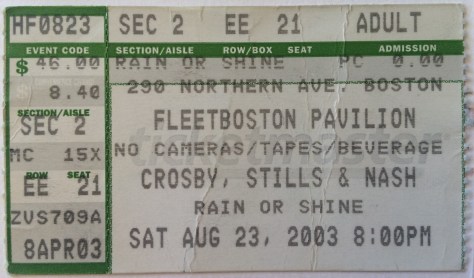 HF0823 SEC 2 EE 21 ADULT
EVENT CODE SECTION/AISLE ROW/BOX SEAT ADMISSION
$ 46.00 RAIN OR SHINE PC 0.00
8.40 290 NORTHERN AVE. BOSTON
SECTION/AISLE
SEC 2 FLEETBOSTON PAVILION
ticketmaster
MC 15X NO CAMERAS/TAPES/BEVERAGE
ROW SEAT
EE 21 CROSBY, STILLS & NASH
ZVS709A RAIN OR SHINE
8APR03 SAT AUG 23, 2003 8:00PM